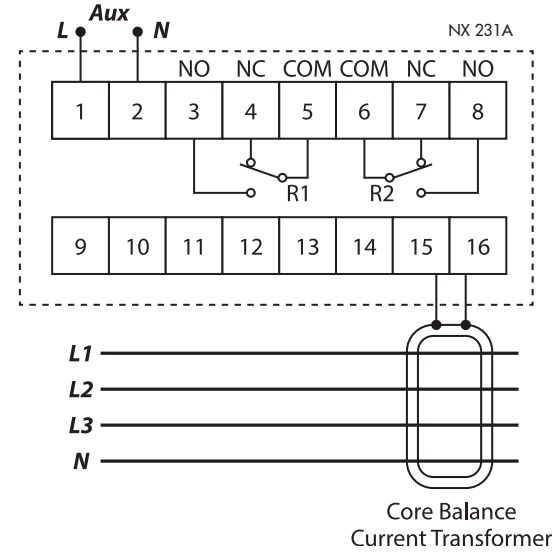 Aux
L N
NX 231A
NO NC COM COM NC NO
1 2 3 4 5 6 7 8
R1 R2
9 10 11 12 13 14 15 16
L1
L2
L3
N
Core Balance
Current Transformer